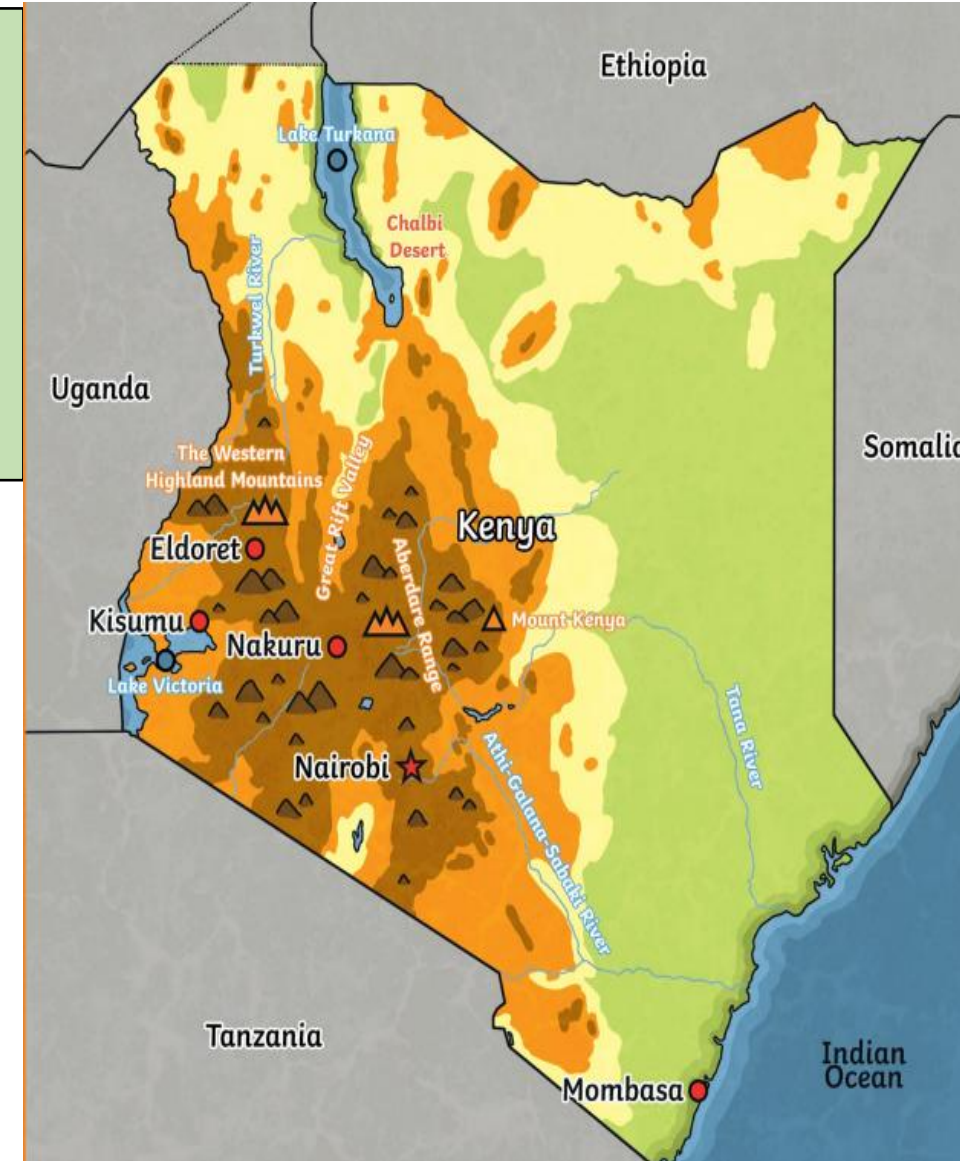 Ethiopia
Lake Turkana
Chalbi
Desert
Turkwel River
Uganda
Somalia
The Western
Highland Mountains
Great Rift Valley
Kenya
Eldoret
Aberdare Range
Kisumu
Mount Kenya
Nakuru
Lake Victoria
Tana River
Athi-Galana-Sabaki River
Nairobi
Tanzania
Indian
Ocean
Mombasa